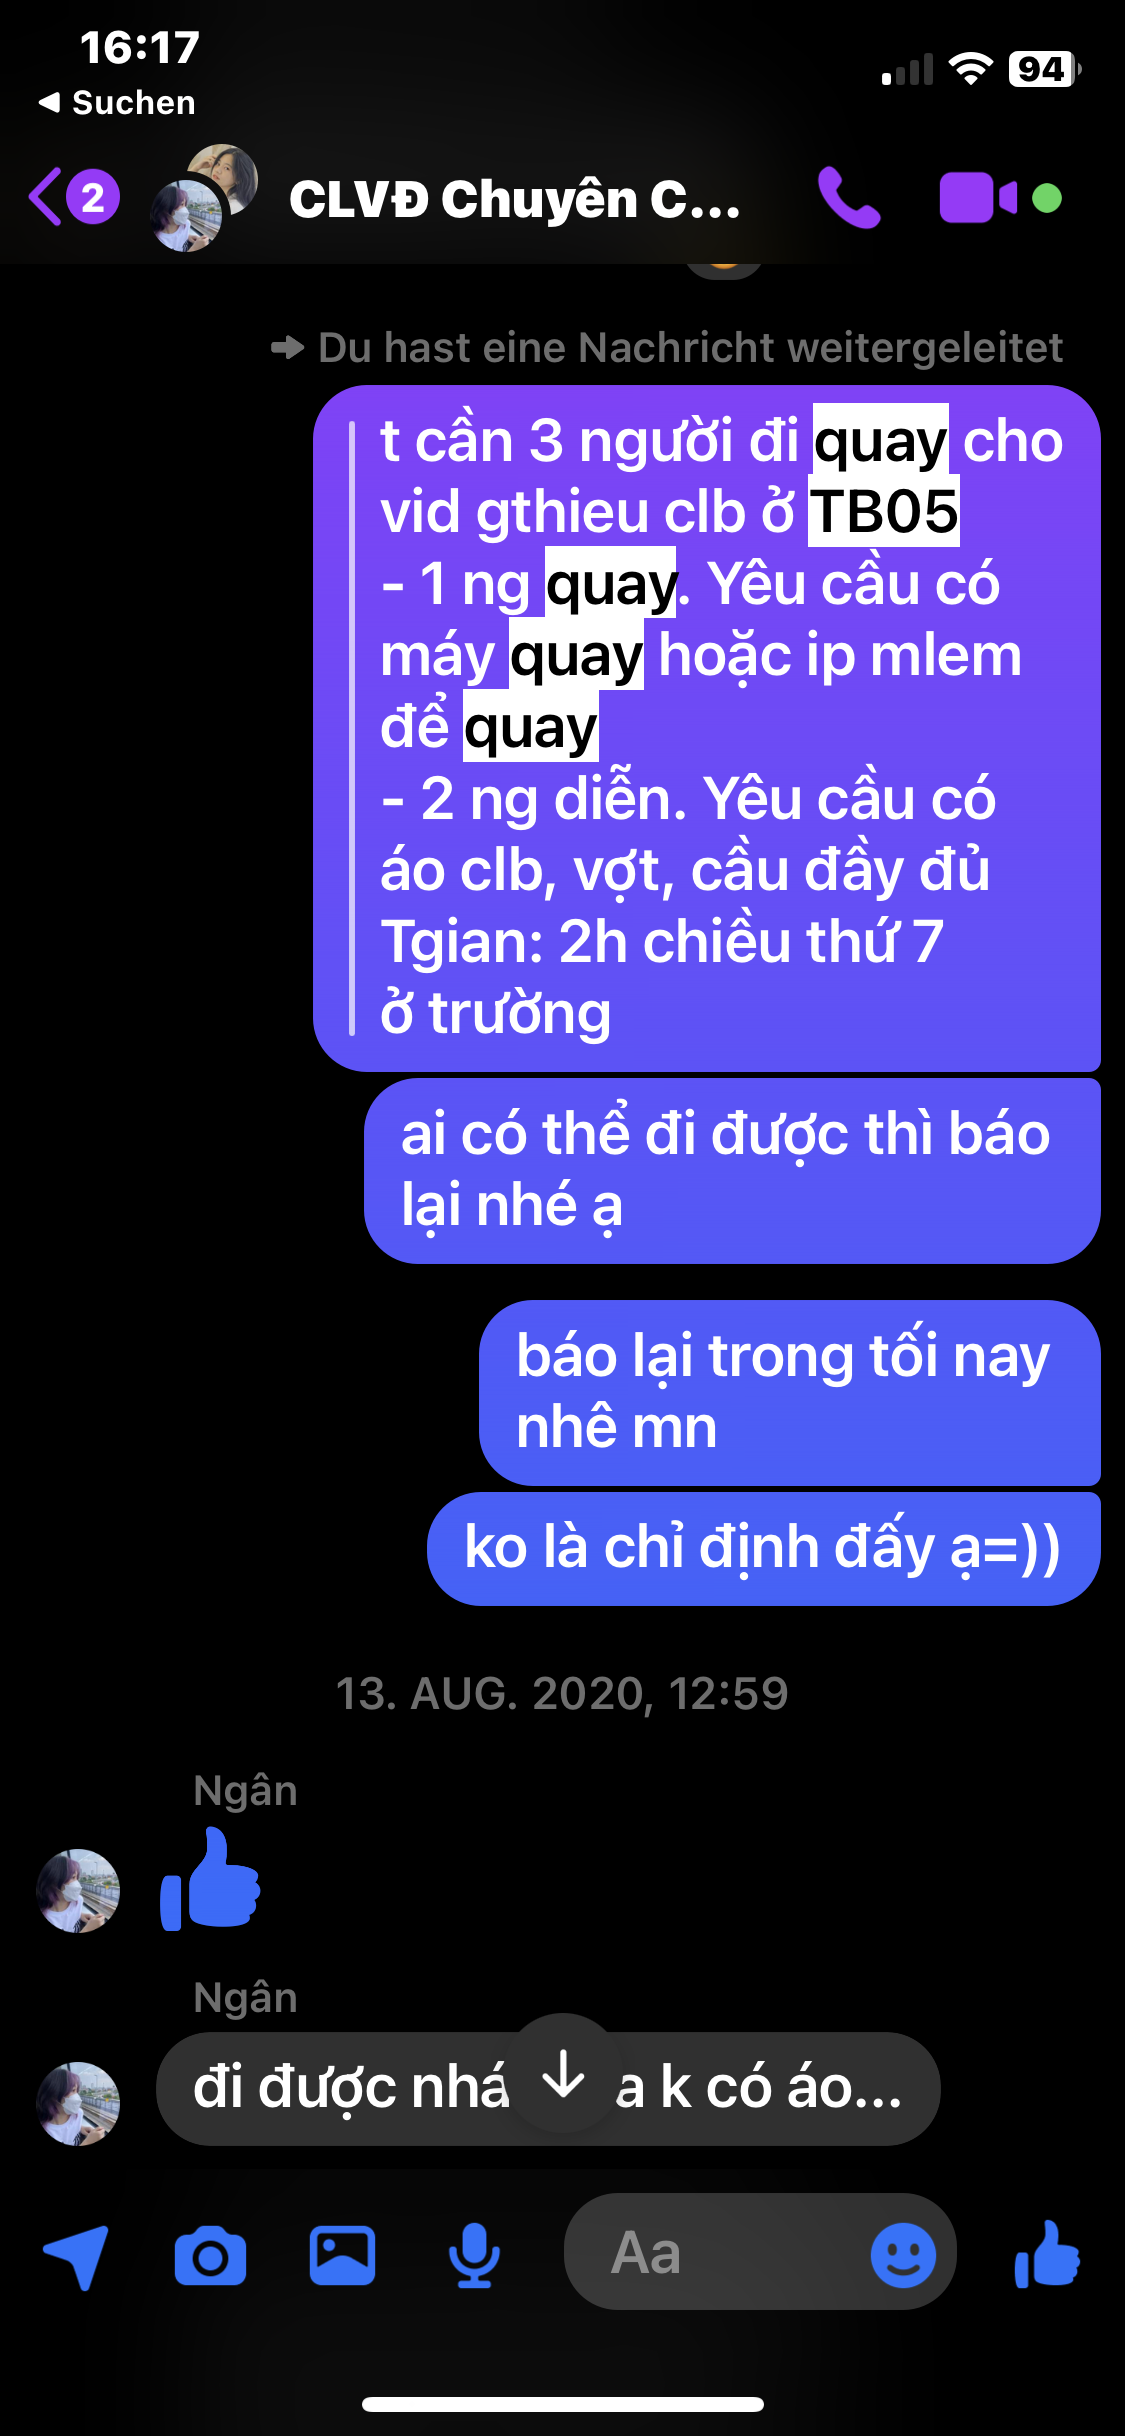 16:17
Suchen
94
2
CLVĐ Chuyên C...
Du hast eine Nachricht weitergeleitet
t cần 3 người đi quay cho
vid gthieu clb ở TB05
- 1 ng quay. Yêu cầu có
máy quay hoặc ip mlem
để quay
- 2 ng diễn. Yêu cầu có
áo clb, vợt, cầu đầy đủ
Tgian: 2h chiều thứ 7
ở trường
ai có thể đi được thì báo
lại nhé ạ
báo lại trong tối nay
nhê mn
ko là chỉ định đấy ạ=))
13. AUG. 2020, 12:59
Ngân
Ngân
đi được nhá a k có áo...
Aa